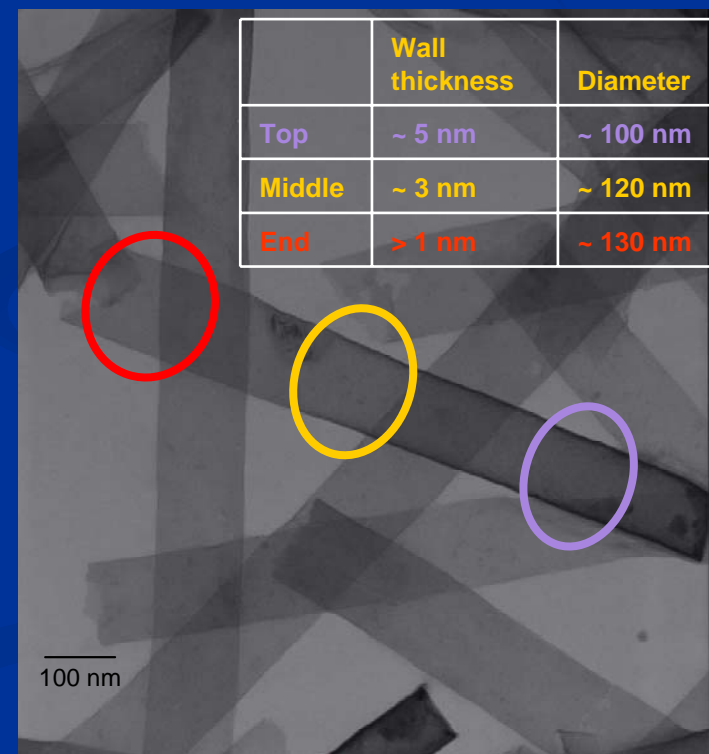 Wall
thickness Diameter
Top ~ 5 nm ~ 100 nm
Middle ~ 3 nm ~ 120 nm
End > 1 nm ~ 130 nm
100 nm